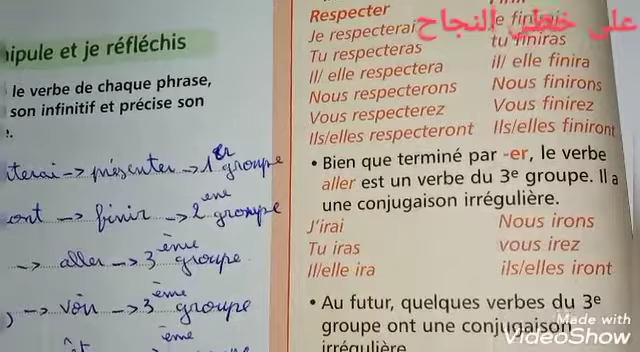 على خطى النجاح
nipule et je réfléchis
le verbe de chaque phrase,
son infinitif et précise son
e.
iterai -> présenter -> 1er groupe
ont -> finir -> 2ème groupe
-> aller -> 3ème groupe
) -> voir -> 3ème groupe
ème
Respecter
Je respecterai
Tu respecteras
Il/ elle respectera
Nous respecterons
Vous respecterez
Ils/elles respecteront
tu finiras
il/ elle finira
Nous finirons
Vous finirez
Ils/elles finiront
• Bien que terminé par -er, le verbe
aller est un verbe du 3e groupe. Il a
une conjugaison irrégulière.
J'irai
Tu iras
Il/elle ira
Nous irons
vous irez
ils/elles iront
• Au futur, quelques verbes du 3e
groupe ont une conjugaison
irrégulière
Made with
VideoShow